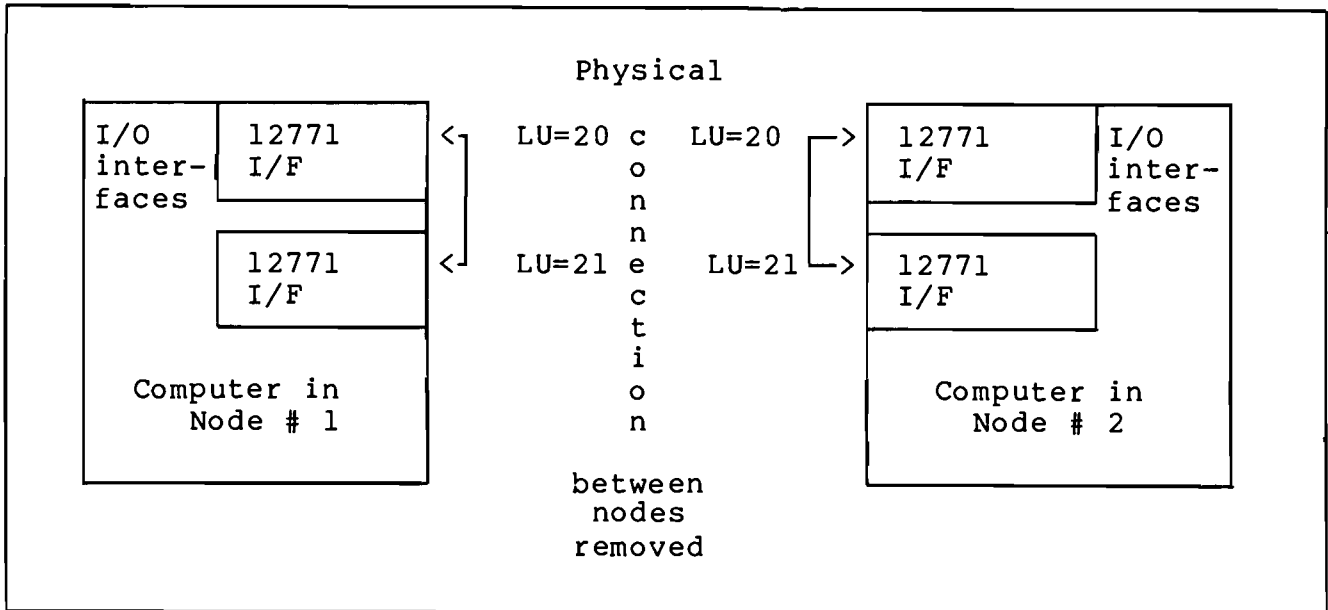 Physical
I/O
inter-
faces
12771
I/F
12771
I/F
Computer in
Node # 1
LU=20
LU=21
connection
LU=20
LU=21
12771
I/F
I/O
inter-
faces
12771
I/F
Computer in
Node # 2
between
nodes
removed